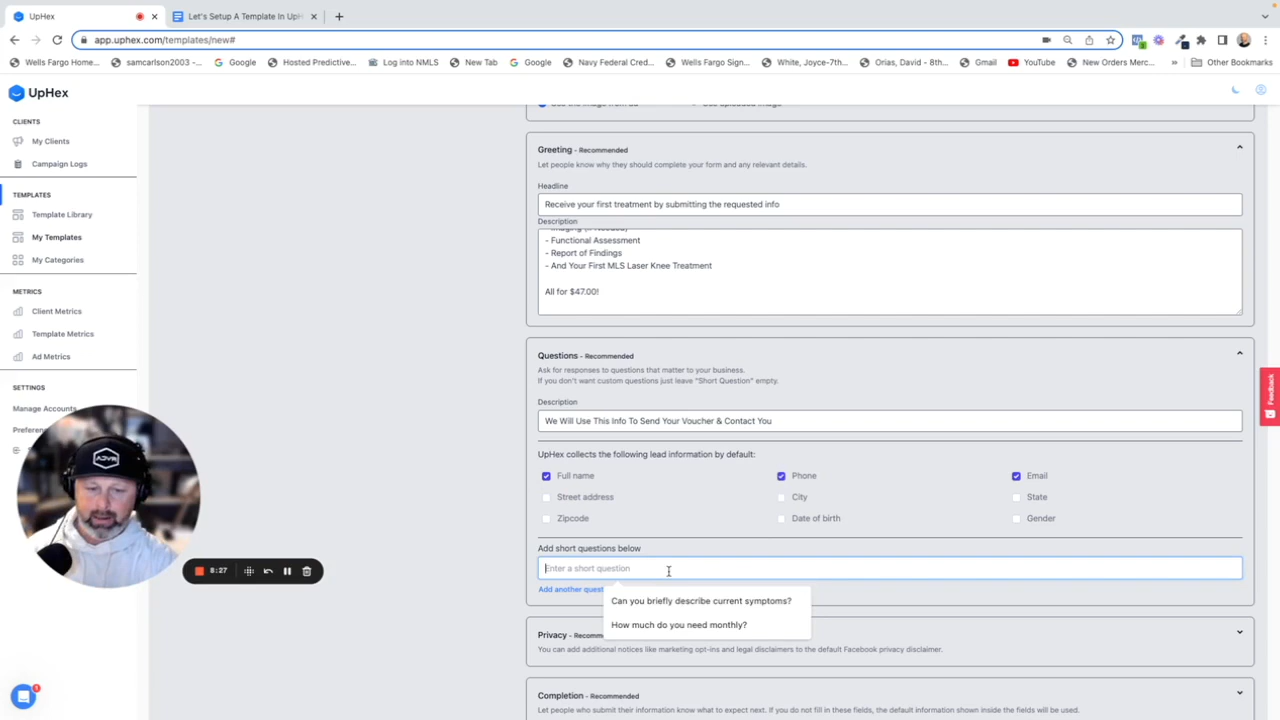 UpHex
Let's Setup A Template In UpH
app.uphex.com/templates/new#
Wells Fargo Home... samcarlson2003 -... Google Hosted Predictive... Log into NMLS New Tab Google Navy Federal Cred... Wells Fargo Sign... White, Joyce-7th... Orias, David - 8th... Gmail YouTube New Orders Merc... » Other Bookmarks
UpHex
CLIENTS
My Clients
Campaign Logs
TEMPLATES
Template Library
My Templates
My Categories
METRICS
Client Metrics
Template Metrics
Ad Metrics
SETTINGS
Manage Accounts
ADVR
8:27
1
Greeting - Recommended
Let people know why they should complete your form and any relevant details.
Headline
Receive your first treatment by submitting the requested info
Description
- Functional Assessment
- Report of Findings
- And Your First MLS Laser Knee Treatment
All for $47.00!
Questions - Recommended
Ask for responses to questions that matter to your business.
If you don't want custom questions just leave "Short Question" empty.
Description
We Will Use This Info To Send Your Voucher & Contact You
UpHex collects the following lead information by default:
Full name Phone Email
Street address City State
Zipcode Date of birth Gender
Add short questions below
Enter a short question
Add another quest
Can you briefly describe current symptoms?
How much do you need monthly?
Privacy - Recomm
You can add additional notices like marketing opt-ins and legal disclaimers to the default Facebook privacy disclaimer.
Completion - Recommended
Let people who submit their information know what to expect next. If you do not fill in these fields, the default information shown inside the fields will be used.
Feedback